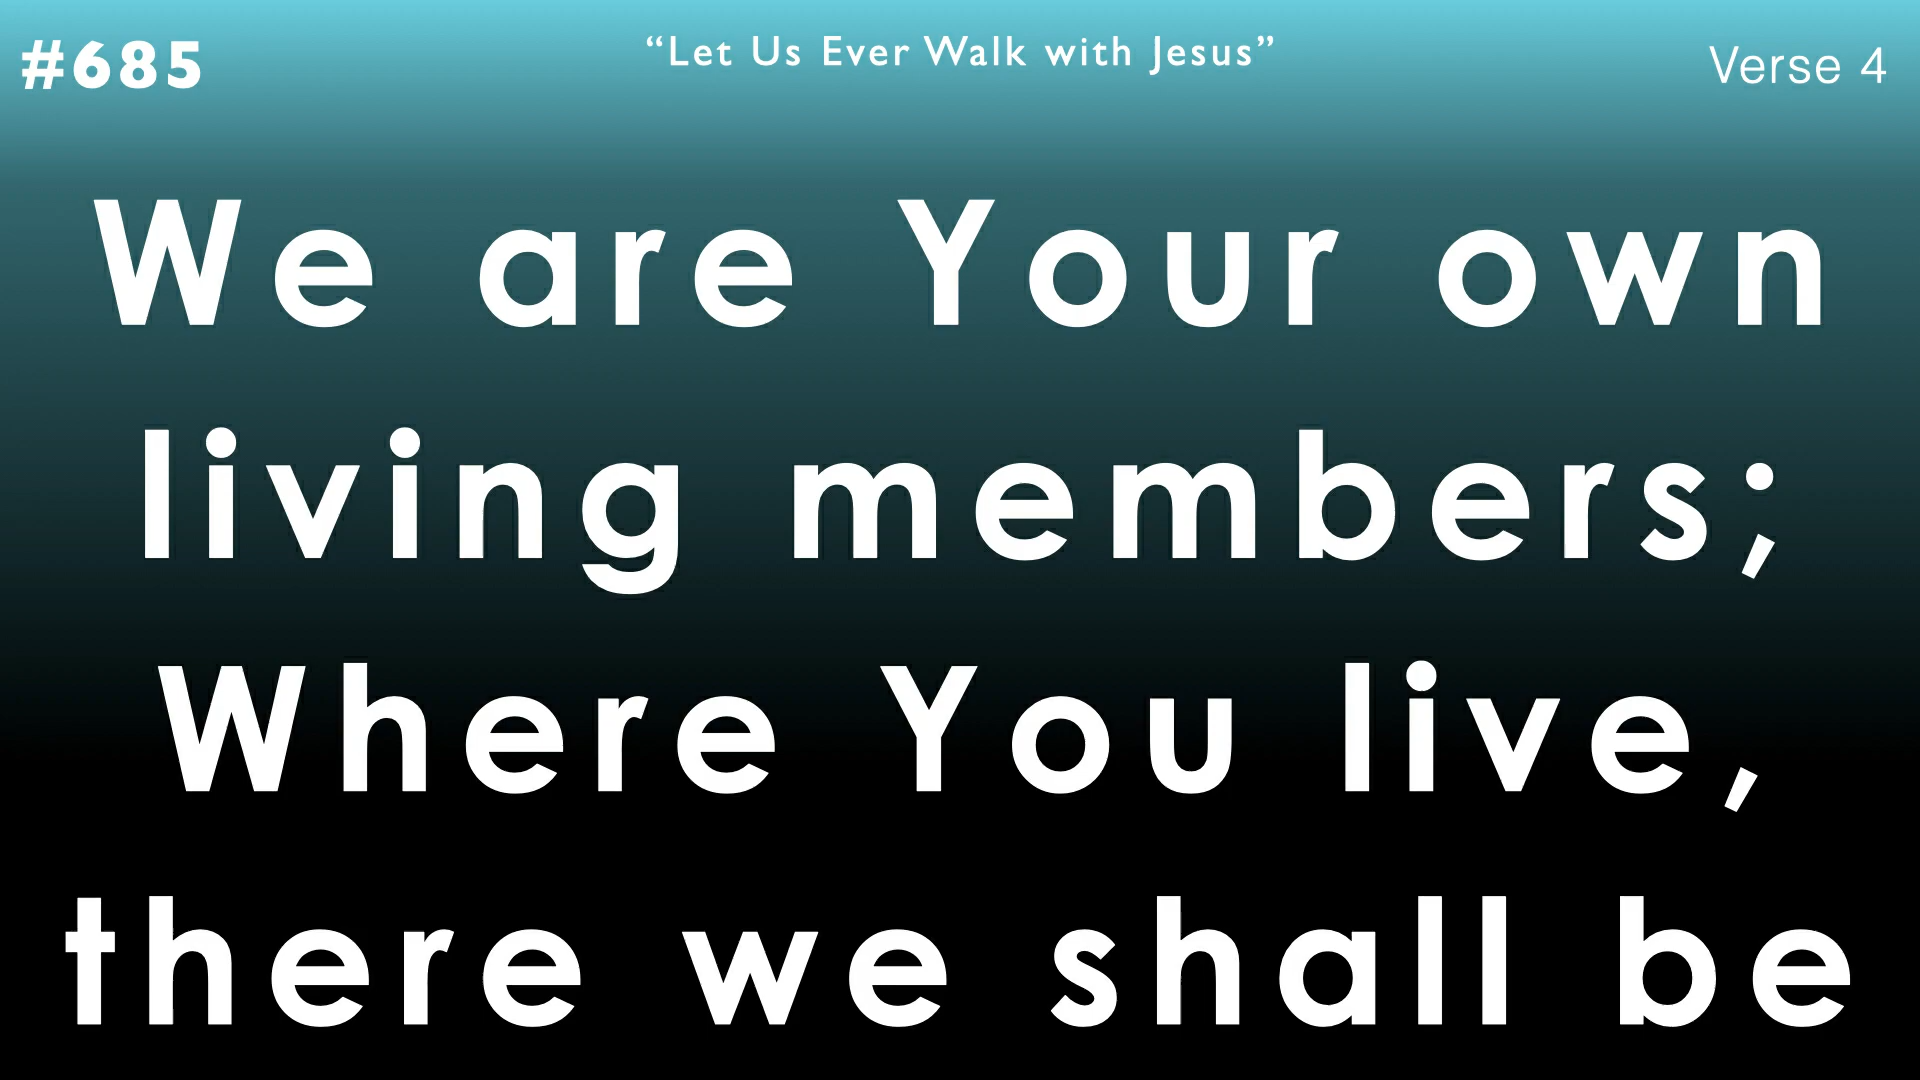 #685
“Let Us Ever Walk with Jesus”
Verse 4
We are Your own
living members;
Where You live,
there we shall be